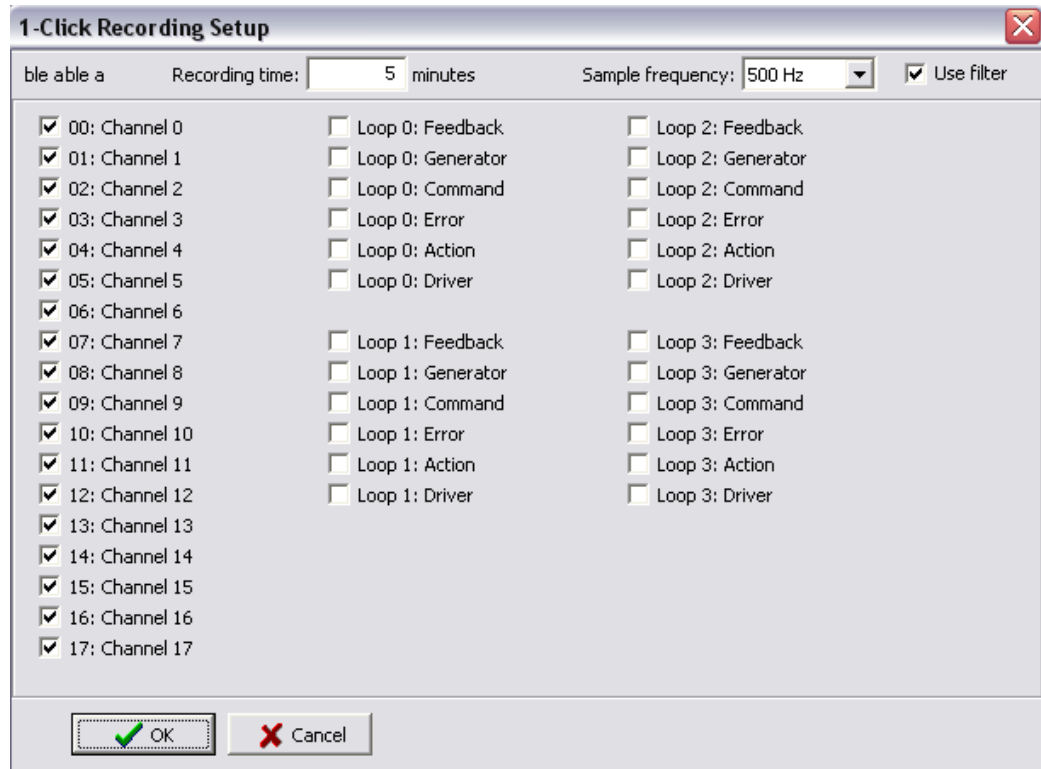 1-Click Recording Setup
ble able a Recording time: 5 minutes Sample frequency: 500 Hz Use filter
00: Channel 0 Loop 0: Feedback Loop 2: Feedback
01: Channel 1 Loop 0: Generator Loop 2: Generator
02: Channel 2 Loop 0: Command Loop 2: Command
03: Channel 3 Loop 0: Error Loop 2: Error
04: Channel 4 Loop 0: Action Loop 2: Action
05: Channel 5 Loop 0: Driver Loop 2: Driver
06: Channel 6
07: Channel 7 Loop 1: Feedback Loop 3: Feedback
08: Channel 8 Loop 1: Generator Loop 3: Generator
09: Channel 9 Loop 1: Command Loop 3: Command
10: Channel 10 Loop 1: Error Loop 3: Error
11: Channel 11 Loop 1: Action Loop 3: Action
12: Channel 12 Loop 1: Driver Loop 3: Driver
13: Channel 13
14: Channel 14
15: Channel 15
16: Channel 16
17: Channel 17
OK Cancel